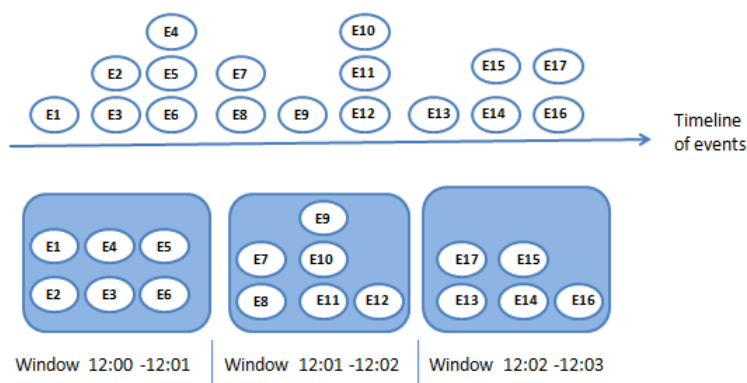 E4 E10
E2 E5 E7 E11 E15 E17
E1 E3 E6 E8 E9 E12 E13 E14 E16
Timeline
of events
E9
E1 E4 E5 E7 E10 E17 E15
E2 E3 E6 E8 E11 E12 E13 E14 E16
Window 12:00 -12:01 Window 12:01 -12:02 Window 12:02 -12:03